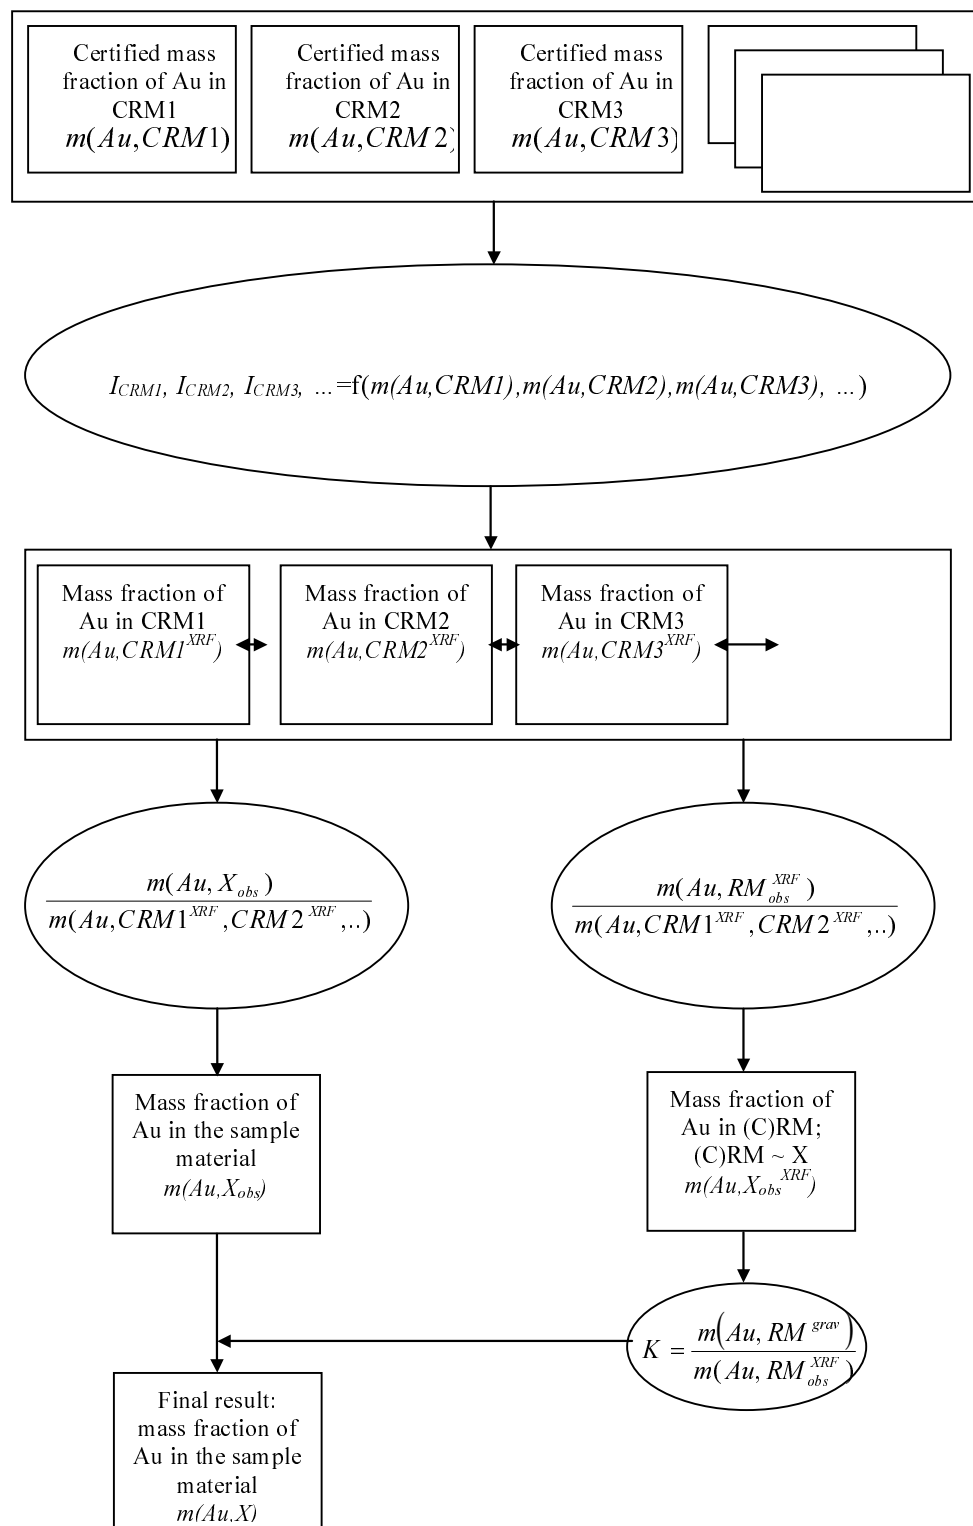 Certified mass
fraction of Au in
CRM1
m(Au,CRM1)
Certified mass
fraction of Au in
CRM2
m(Au,CRM2)
Certified mass
fraction of Au in
CRM3
m(Au,CRM3)
I_CRM1, I_CRM2, I_CRM3, ...=f(m(Au,CRM1),m(Au,CRM2),m(Au,CRM3), ...)
Mass fraction of
Au in CRM1
m(Au,CRM1^XRF)
Mass fraction of
Au in CRM2
m(Au,CRM2^XRF)
Mass fraction of
Au in CRM3
m(Au,CRM3^XRF)
m(Au, X_obs)
m(Au,CRM1^XRF,CRM2^XRF,..)
m(Au, RM_obs^XRF)
m(Au,CRM1^XRF,CRM2^XRF,..)
Mass fraction of
Au in the sample
material
m(Au,X_obs)
Mass fraction of
Au in (C)RM;
(C)RM ~ X
m(Au,X_obs^XRF)
K = m(Au, RM^grav)
m(Au, RM_obs^XRF)
Final result:
mass fraction of
Au in the sample
material
m(Au,X)